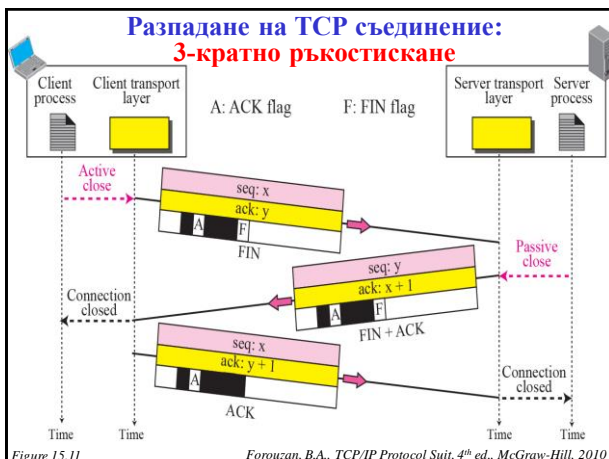 Разпадане на TCP съединение:
3-кратно ръкостискане
Client
process
Client transport
layer
A: ACK flag
F: FIN flag
Server transport
layer
Server
process
Active
close
seq: x
ack: y
A
F
FIN
Passive
close
seq: y
ack: x + 1
A
F
FIN + ACK
Connection
closed
seq: x
ack: y + 1
A
ACK
Connection
closed
Time
Time
Time
Time
Figure 15.11
Forouzan, B.A., TCP/IP Protocol Suit, 4th ed., McGraw-Hill, 2010